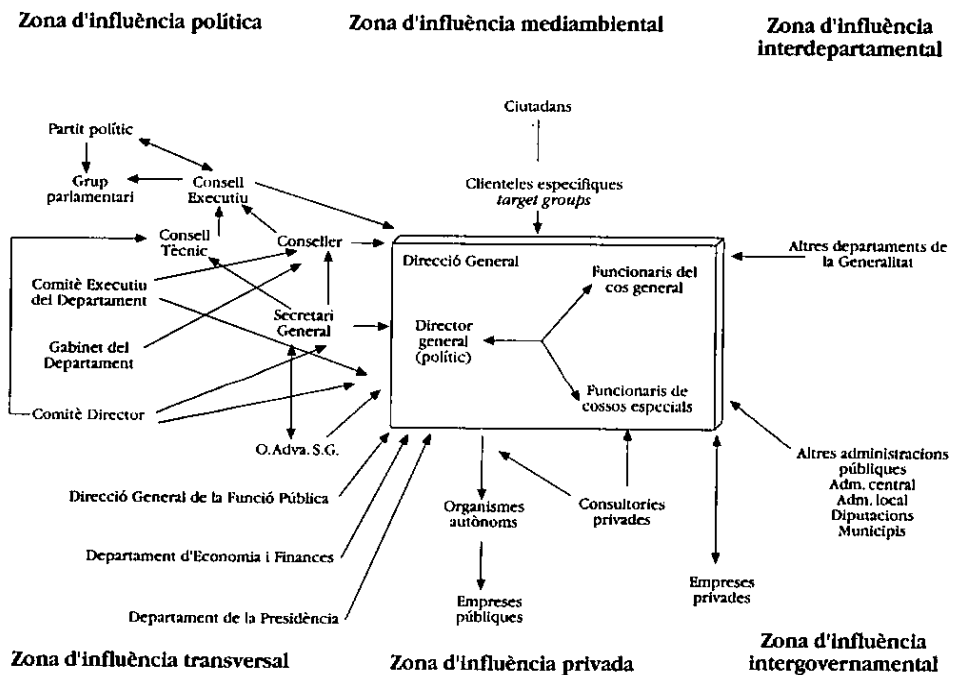 Zona d'influència política
Zona d'influència mediambiental
Zona d'influència
interdepartamental
Ciutadans
Partit polític
Grup
parlamentari
Consell
Executiu
Clienteles específiques
target groups
Consell
Tècnic
Conseller
Direcció General
Funcionaris del
cos general
Altres departaments de
la Generalitat
Comitè Executiu
del Departament
Secretari
General
Director
general
(polític)
Gabinet del
Departament
Funcionaris de
cossos especials
Comitè Director
O. Adva. S.G.
Altres administracions
públiques
Adm. central
Adm. local
Diputacions
Municipis
Direcció General de la Funció Pública
Organismes
autònoms
Consultories
privades
Departament d'Economia i Finances
Empreses
privades
Departament de la Presidència
Empreses
públiques
Zona d'influència transversal
Zona d'influència privada
Zona d'influència
intergovernamental